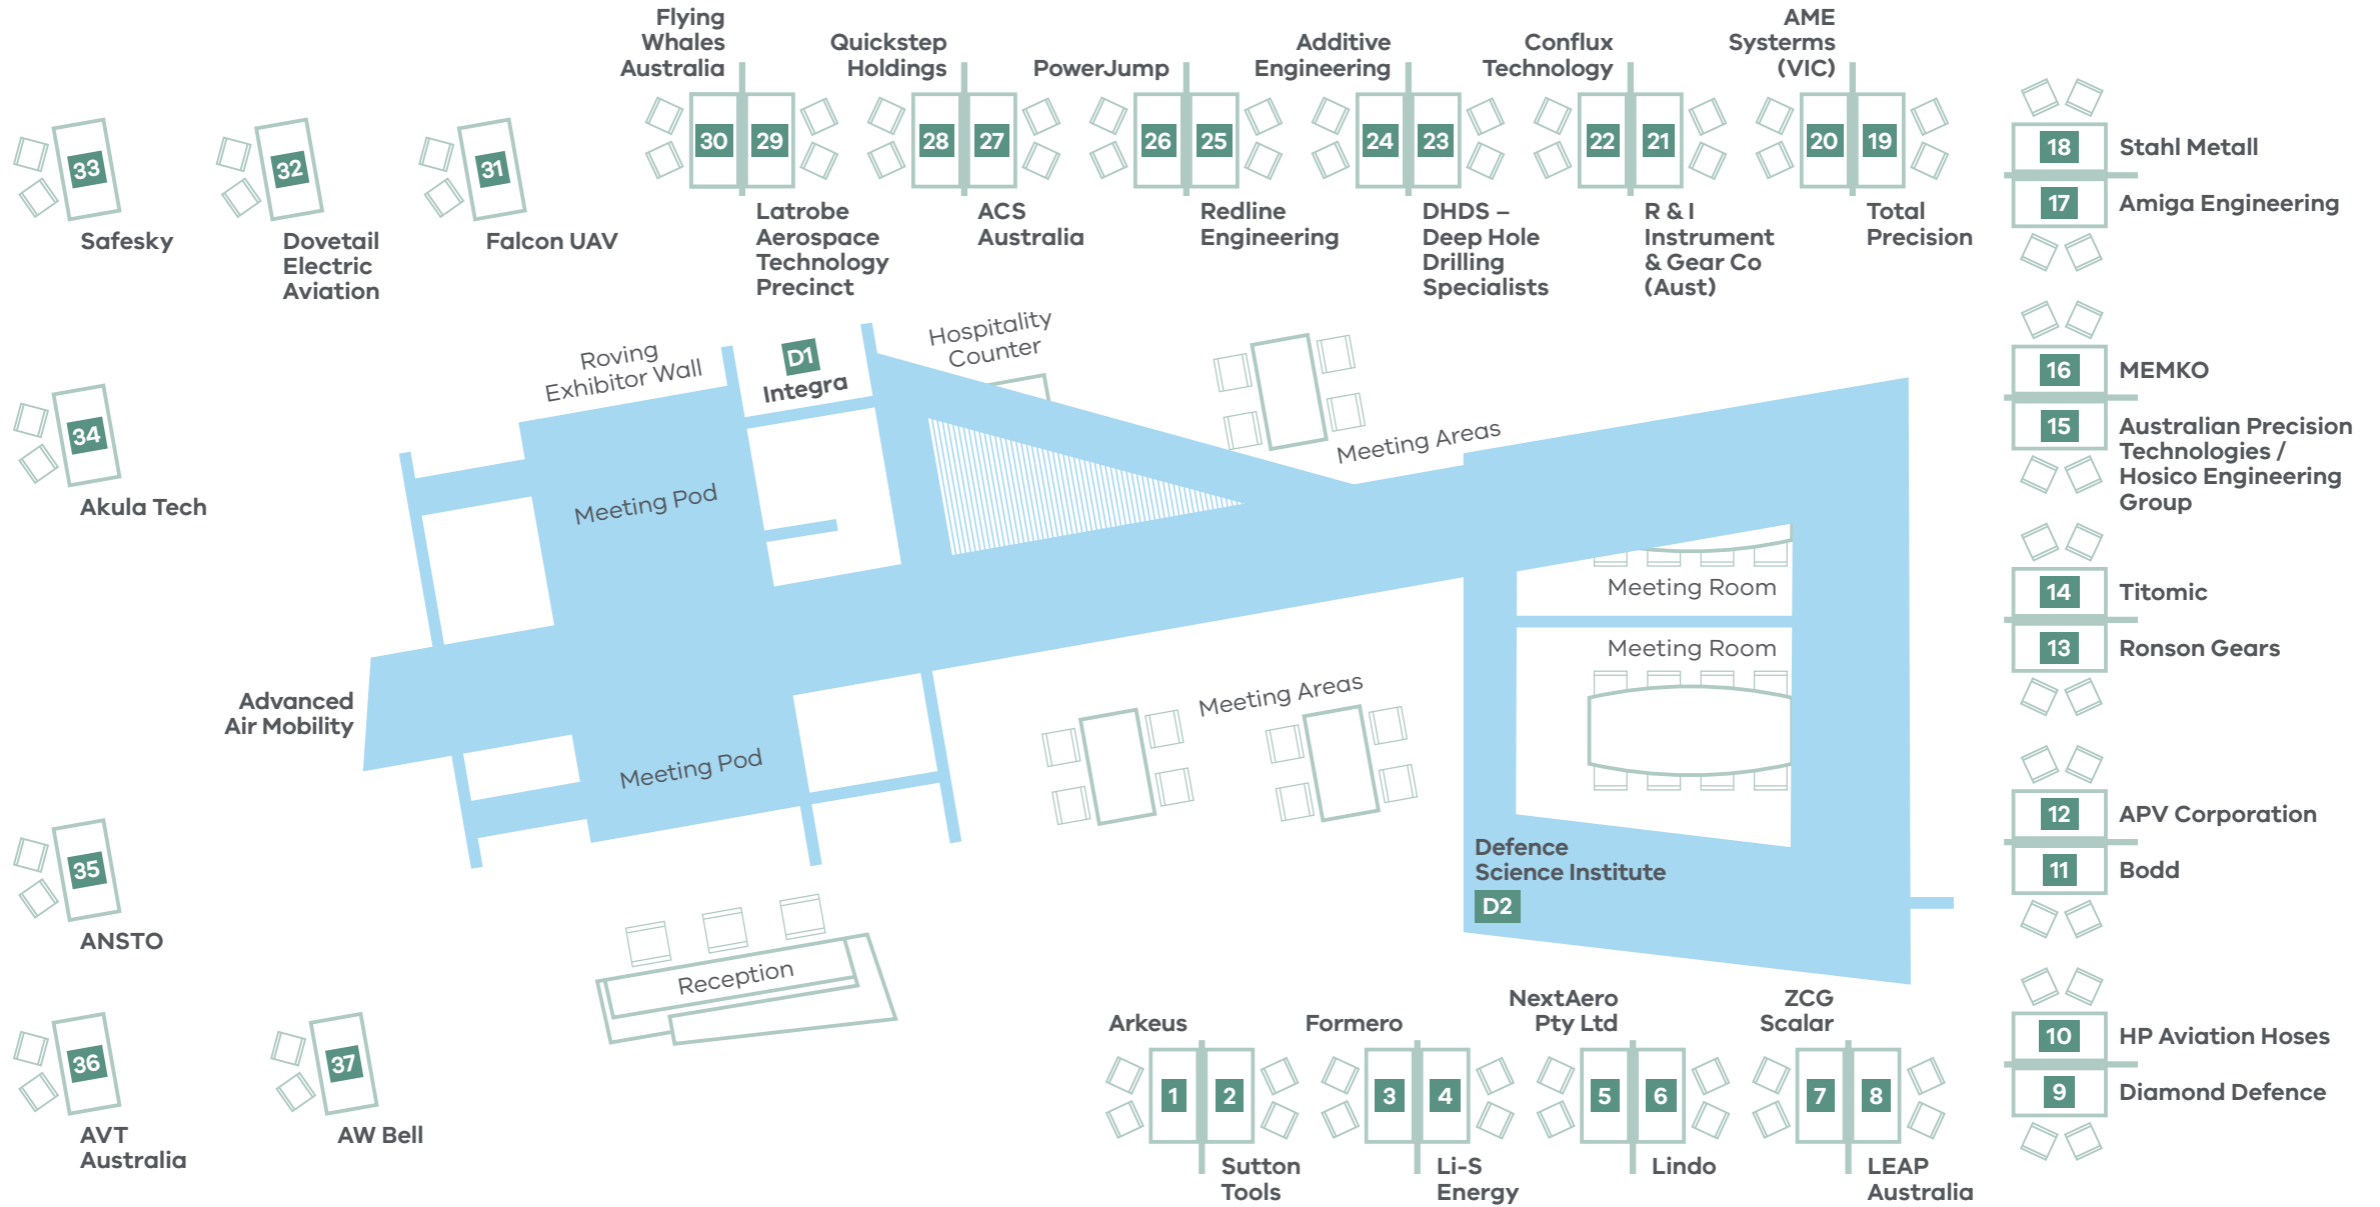 Flying
Whales
Australia
Quickstep
Holdings
PowerJump
Additive
Engineering
Conflux
Technology
AME
Systerms
(VIC)
30
29
28
27
26
25
24
23
22
21
20
19
Latrobe
Aerospace
Technology
Precinct
ACS
Australia
Redline
Engineering
DHDS –
Deep Hole
Drilling
Specialists
R & I
Instrument
& Gear Co
(Aust)
Total
Precision
33
Safesky
32
Dovetail
Electric
Aviation
31
Falcon UAV
18
Stahl Metall
17
Amiga Engineering
16
MEMKO
15
Australian Precision
Technologies /
Hosico Engineering
Group
14
Titomic
13
Ronson Gears
12
APV Corporation
11
Bodd
10
HP Aviation Hoses
9
Diamond Defence
Roving
Exhibitor Wall
D1
Integra
Hospitality
Counter
Meeting Areas
34
Akula Tech
Meeting Pod
Meeting Room
Meeting Room
Advanced
Air Mobility
Meeting Areas
Meeting Pod
Defence
Science Institute
D2
35
ANSTO
Reception
36
AVT
Australia
37
AW Bell
Arkeus
Formero
NextAero
Pty Ltd
ZCG
Scalar
1
2
3
4
5
6
7
8
Sutton
Tools
Li-S
Energy
Lindo
LEAP
Australia